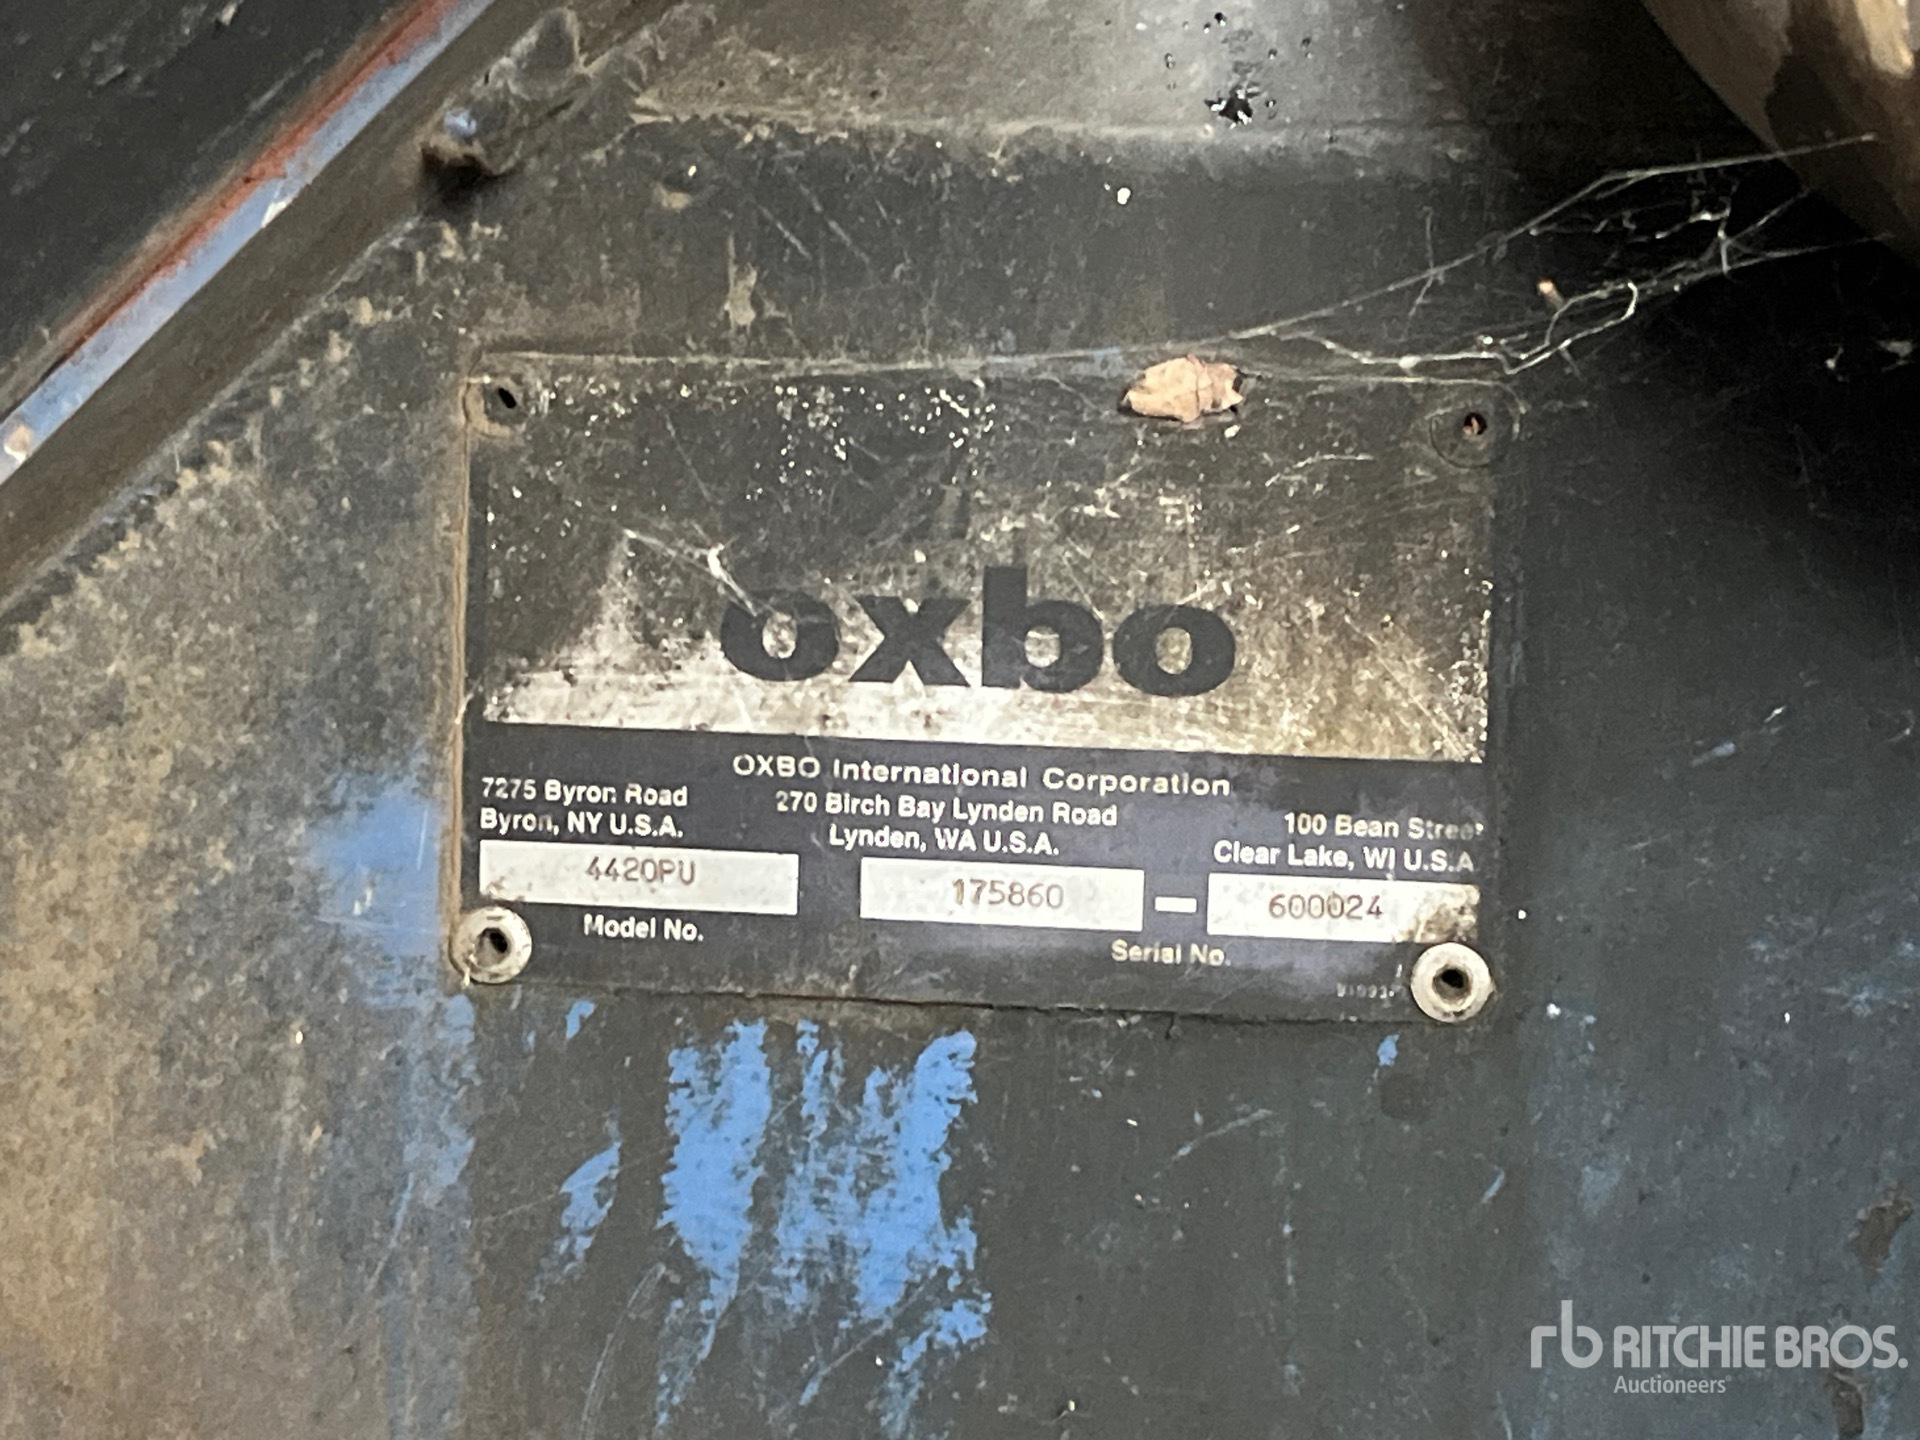 oxbo
OXBO International Corporation
7275 Byron Road
Byron, NY U.S.A.
270 Birch Bay Lynden Road
Lynden, WA U.S.A.
100 Bean Street
Clear Lake, WI U.S.A
4420PU
175860 – 600024
Model No.
Serial No.
rb RITCHIE BROS.
Auctioneers